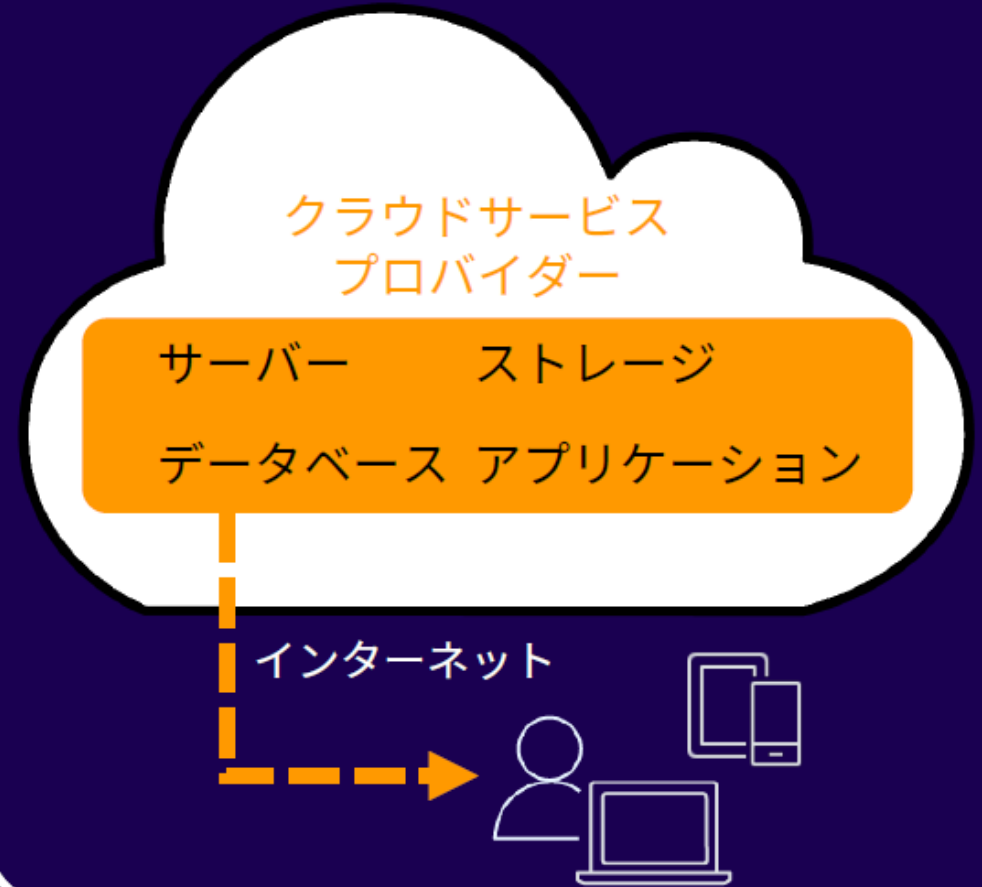 クラウドサービス
プロバイダー
サーバー ストレージ
データベース アプリケーション
インターネット